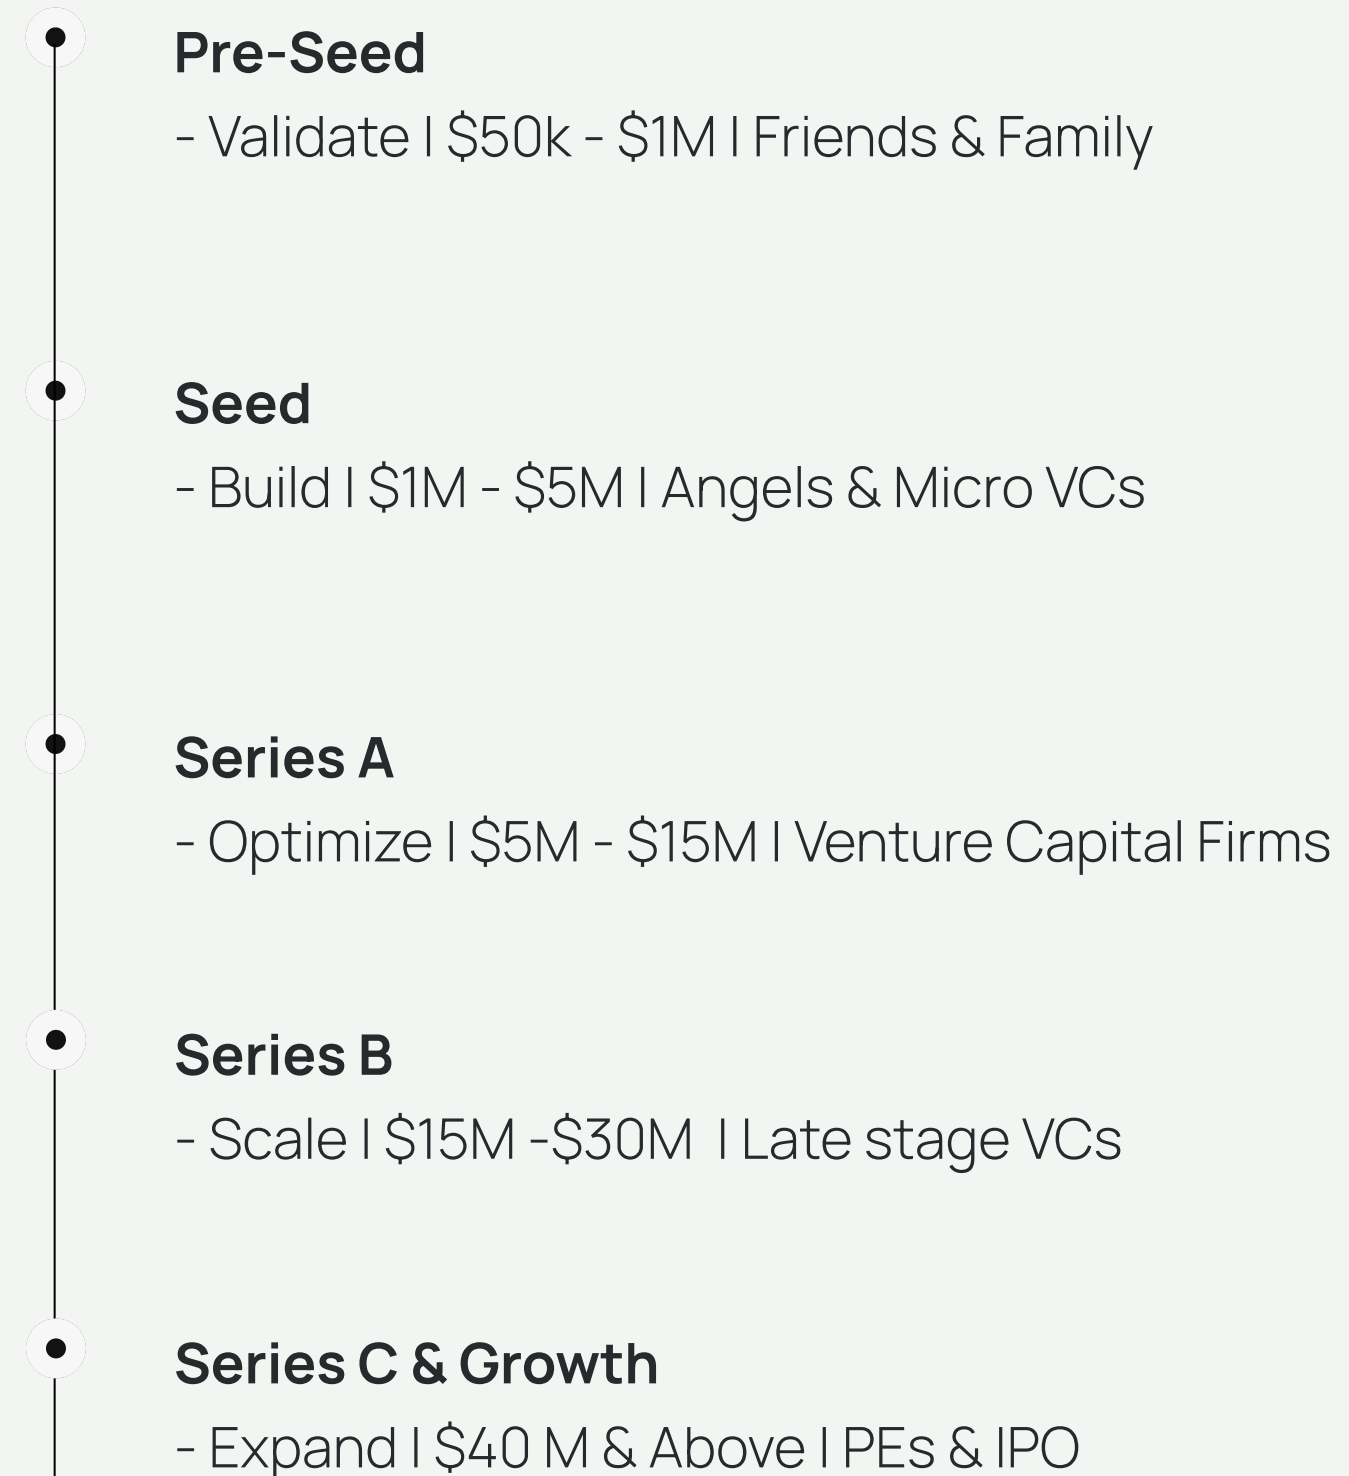 Pre-Seed
- Validate | $50k - $1M | Friends & Family
Seed
- Build | $1M - $5M | Angels & Micro VCs
Series A
- Optimize | $5M - $15M | Venture Capital Firms
Series B
- Scale | $15M -$30M  | Late stage VCs
Series C & Growth
- Expand | $40 M & Above | PEs & IPO